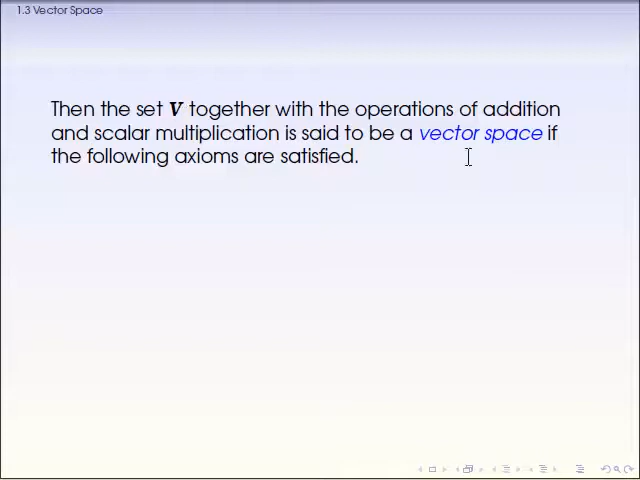 1.3 Vector Space
Then the set V together with the operations of addition
and scalar multiplication is said to be a vector space if
the following axioms are satisfied.